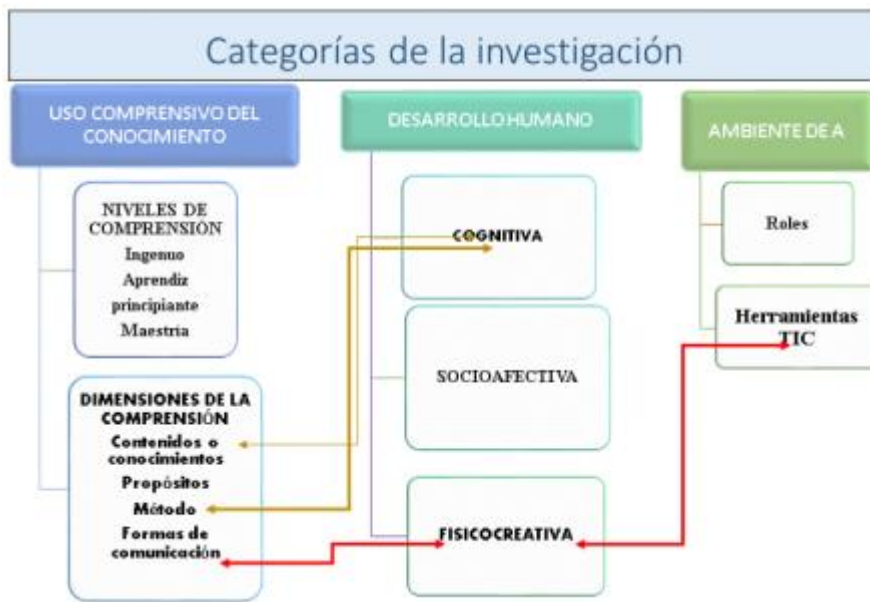 Categorías de la investigación
USO COMPRENSIVO DEL
CONOCIMIENTO
NIVELES DE
COMPRENSIÓN
Ingenuo
Aprendiz
principiante
Maestría
DIMENSIONES DE LA
COMPRENSIÓN
Contenidos o
conocimientos
Propósitos
Método
Formas de
comunicación
DESARROLLO HUMANO
COGNITIVA
SOCIOAFECTIVA
FISICOCREATIVA
AMBIENTE DE A
Roles
Herramientas
TIC